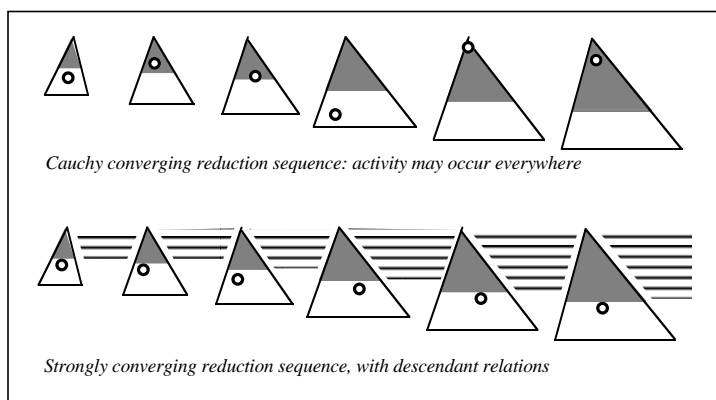 Cauchy converging reduction sequence: activity may occur everywhere
Strongly converging reduction sequence, with descendant relations